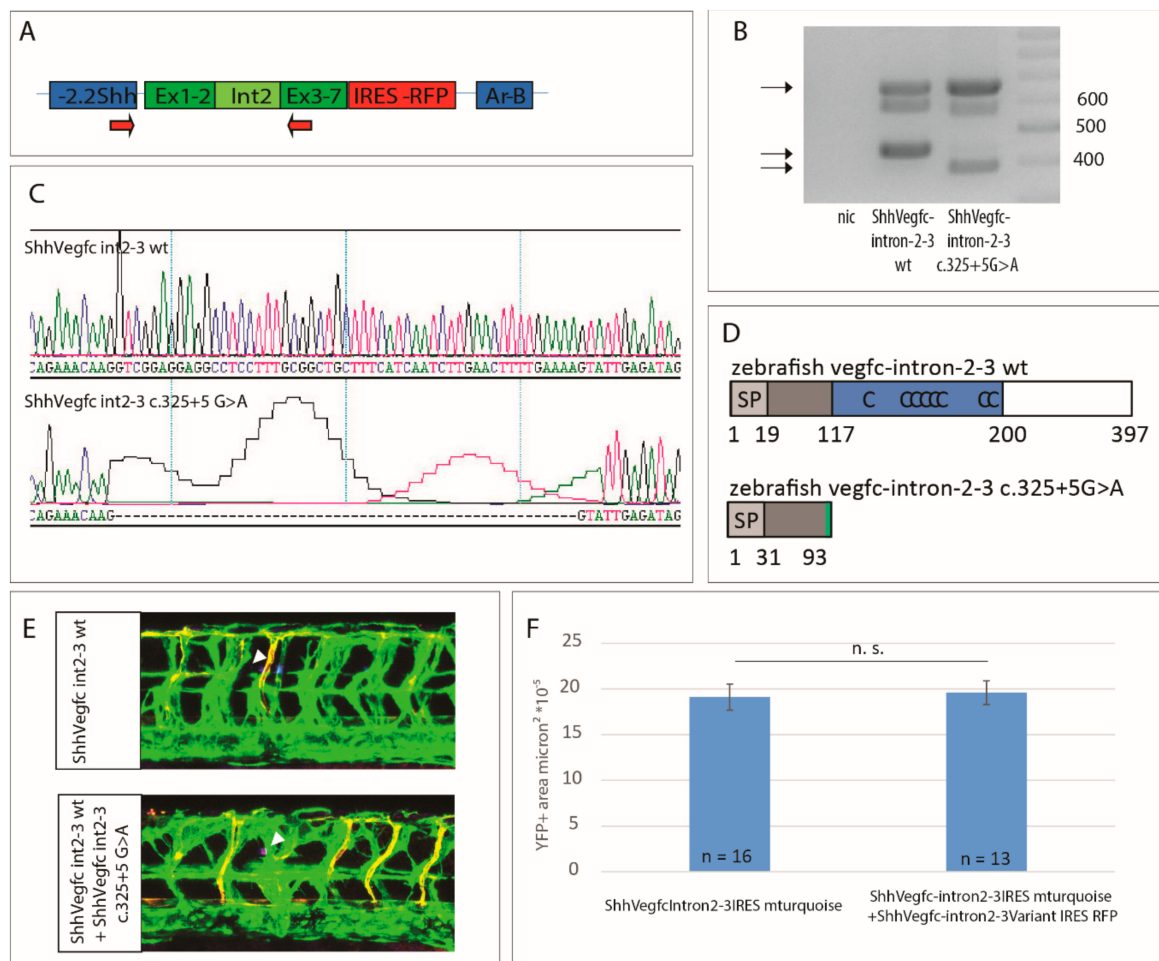 A
-2.2Shh Ex1-2 Int2 Ex3-7 IRES -RFP Ar-B
B
600
500
400
nic
ShhVegfc-
intron-2-3
wt
ShhVegfc-
intron-2-3
c.325+5G>A
C
ShhVegfc int2-3 wt
CAGAAACAAGGTCGGAGGAGGCCTCCTTTGCGGCTGCTTTCATCAATCTTGAACTTTTGAAAAGTATTGAGATAG
ShhVegfc int2-3 c.325+5 G>A
CAGAAACAAG------------------------------------------------------GTATTGAGATAG
D
zebrafish vegfc-intron-2-3 wt
SP C CCCCC CC
1 19 117 200 397
zebrafish vegfc-intron-2-3 c.325+5G>A
SP
1 31 93
E
ShhVegfc int2-3 wt
ShhVegfc int2-3 wt
+ ShhVegfc int2-3
c.325+5 G>A
F
YFP+ area micron² *10⁻⁵
25
20
15
10
5
0
n. s.
n = 16
n = 13
ShhVegfcIntron2-3IRES mturquoise
ShhVegfc-intron2-3IRES mturquoise
+ShhVegfc-intron2-3Variant IRES RFP